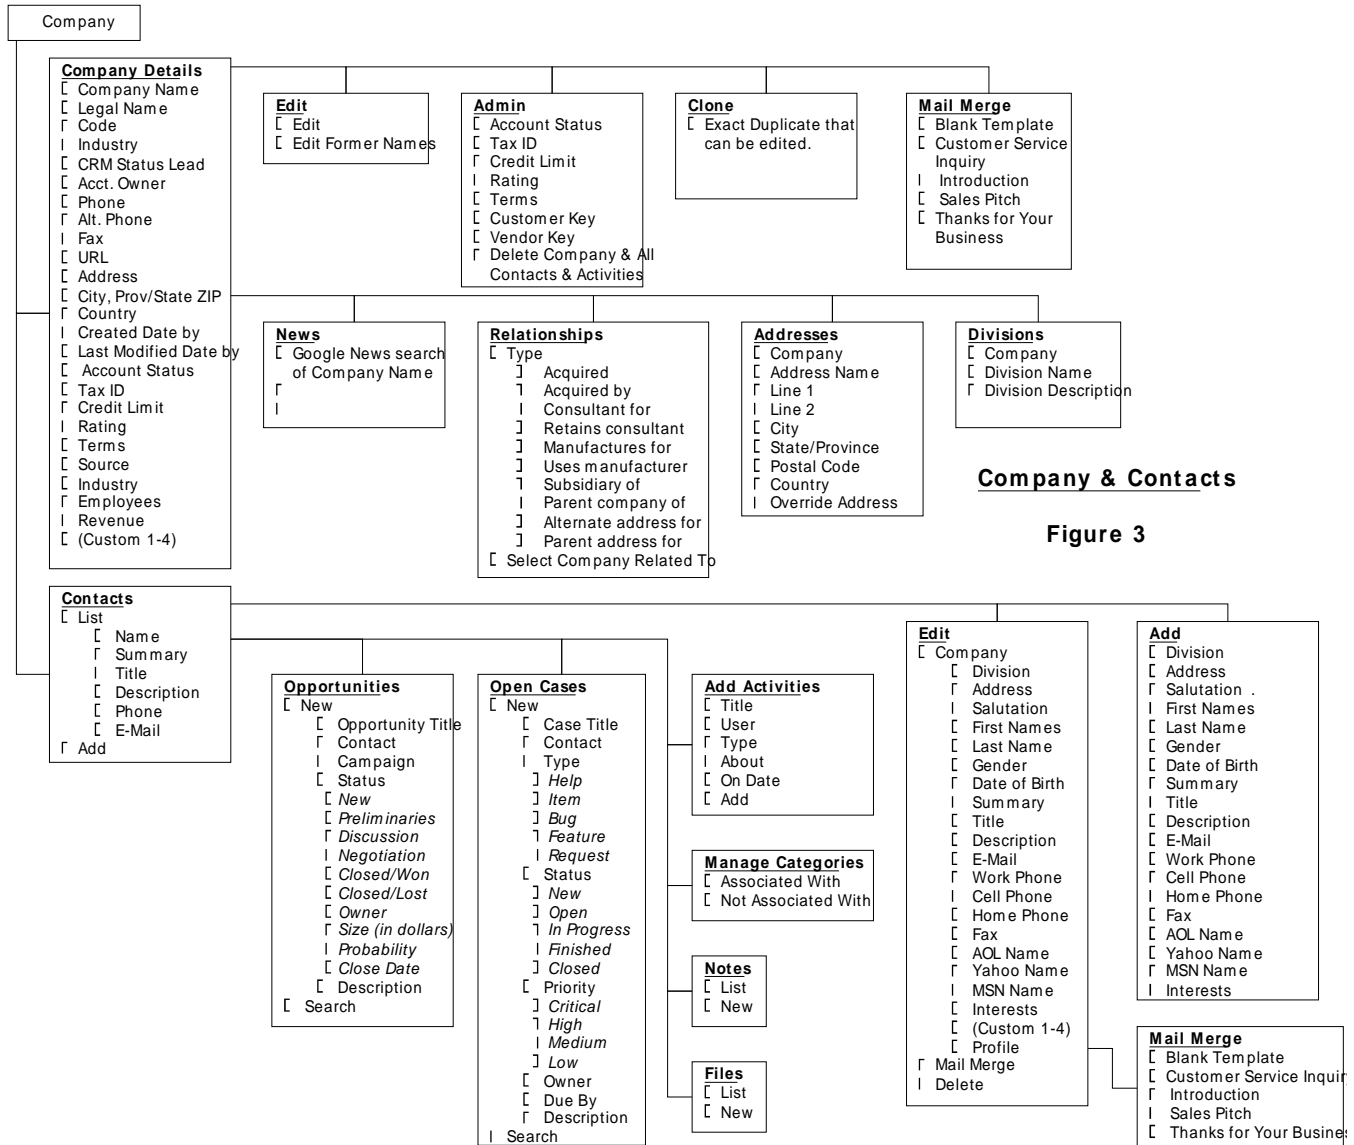 Company
Company Details
Company Name
Legal Name
Code
Industry
CRM Status Lead
Acct. Owner
Phone
Alt. Phone
Fax
URL
Address
City, Prov/State ZIP
Country
Created Date by
Last Modified Date by
Account Status
Tax ID
Credit Limit
Rating
Terms
Source
Industry
Employees
Revenue
(Custom 1-4)
Edit
Edit
Edit Former Names
Admin
Account Status
Tax ID
Credit Limit
Rating
Terms
Customer Key
Vendor Key
Delete Company & All
Contacts & Activities
Clone
Exact Duplicate that
can be edited.
Mail Merge
Blank Template
Customer Service
Inquiry
Introduction
Sales Pitch
Thanks for Your
Business
News
Google News search
of Company Name
Relationships
Type
Acquired
Acquired by
Consultant for
Retains consultant
Manufactures for
Uses manufacturer
Subsidiary of
Parent company of
Alternate address for
Parent address for
Select Company Related To
Addresses
Company
Address Name
Line 1
Line 2
City
State/Province
Postal Code
Country
Override Address
Divisions
Company
Division Name
Division Description
Company & Contacts
Figure 3
Contacts
List
Name
Summary
Title
Description
Phone
E-Mail
Add
Opportunities
New
Opportunity Title
Contact
Campaign
Status
New
Preliminaries
Discussion
Negotiation
Closed/Won
Closed/Lost
Owner
Size (in dollars)
Probability
Close Date
Description
Search
Open Cases
New
Case Title
Contact
Type
Help
Item
Bug
Feature
Request
Status
New
Open
In Progress
Finished
Closed
Priority
Critical
High
Medium
Low
Owner
Due By
Description
Search
Add Activities
Title
User
Type
About
On Date
Add
Manage Categories
Associated With
Not Associated With
Notes
List
New
Files
List
New
Edit
Company
Division
Address
Salutation
First Names
Last Name
Gender
Date of Birth
Summary
Title
Description
E-Mail
Work Phone
Cell Phone
Home Phone
Fax
AOL Name
Yahoo Name
MSN Name
Interests
(Custom 1-4)
Profile
Mail Merge
Delete
Add
Division
Address
Salutation .
First Names
Last Name
Gender
Date of Birth
Summary
Title
Description
E-Mail
Work Phone
Cell Phone
Home Phone
Fax
AOL Name
Yahoo Name
MSN Name
Interests
Mail Merge
Blank Template
Customer Service Inquiry
Introduction
Sales Pitch
Thanks for Your Busines